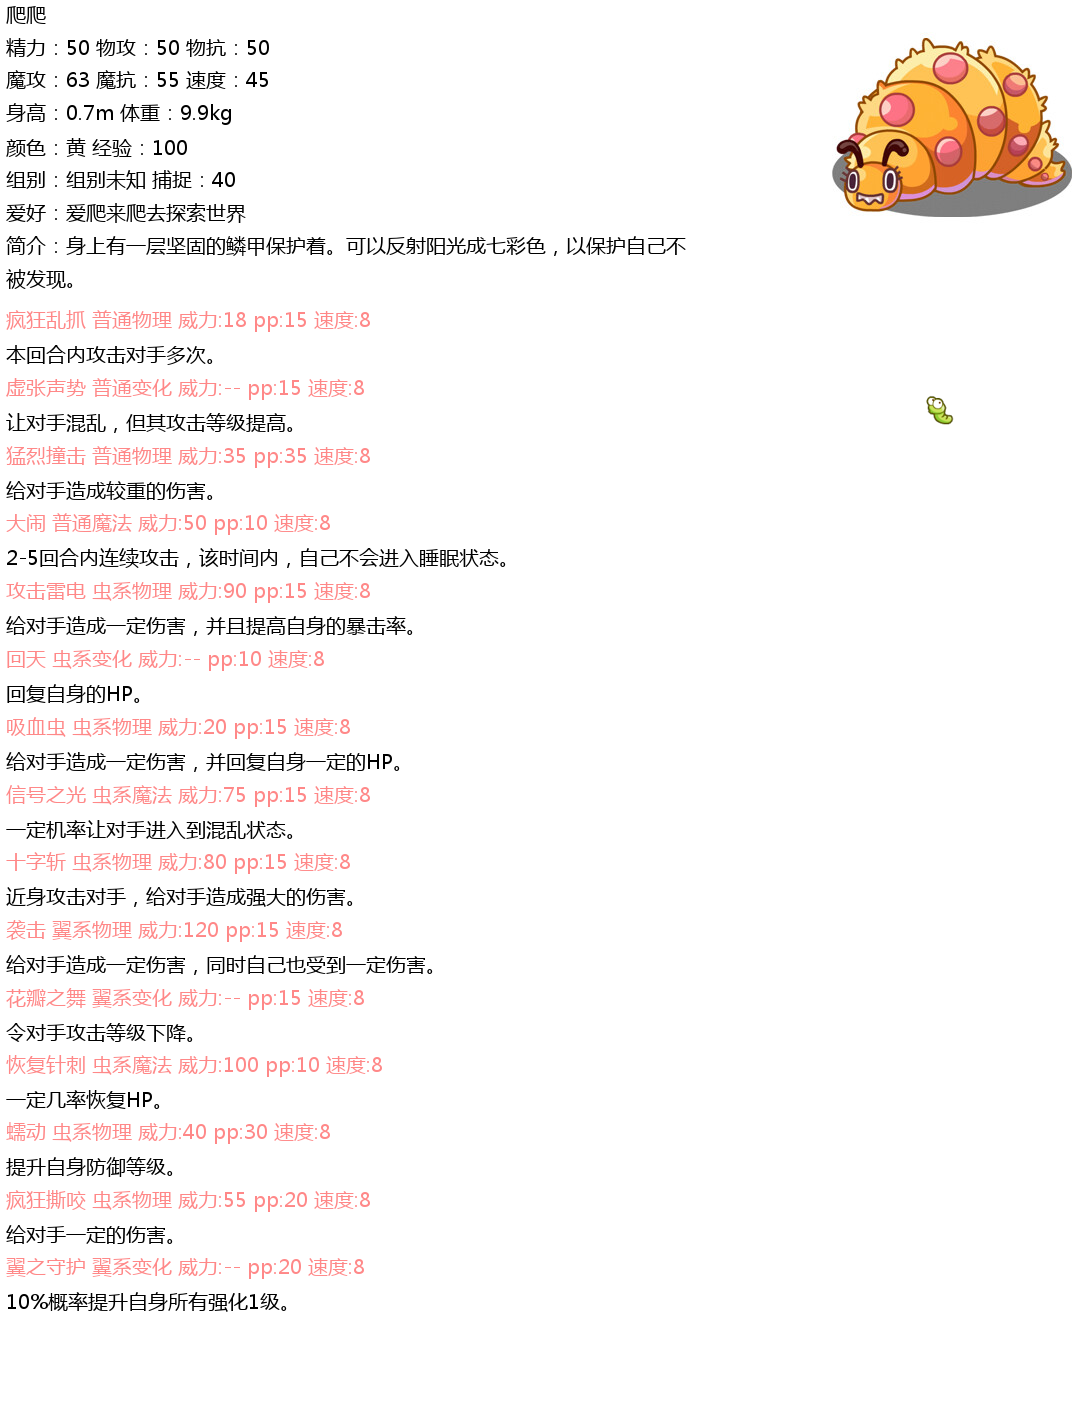 爬爬
精力：50 物攻：50 物抗：50
魔攻：63 魔抗：55 速度：45
身高：0.7m 体重：9.9kg
颜色：黄 经验：100
组别：组别未知 捕捉：40
爱好：爱爬来爬去探索世界
简介：身上有一层坚固的鳞甲保护着。可以反射阳光成七彩色，以保护自己不
被发现。
疯狂乱抓 普通物理 威力:18 pp:15 速度:8
本回合内攻击对手多次。
虚张声势 普通变化 威力:-- pp:15 速度:8
让对手混乱，但其攻击等级提高。
猛烈撞击 普通物理 威力:35 pp:35 速度:8
给对手造成较重的伤害。
大闹 普通魔法 威力:50 pp:10 速度:8
2-5回合内连续攻击，该时间内，自己不会进入睡眠状态。
攻击雷电 虫系物理 威力:90 pp:15 速度:8
给对手造成一定伤害，并且提高自身的暴击率。
回天 虫系变化 威力:-- pp:10 速度:8
回复自身的HP。
吸血虫 虫系物理 威力:20 pp:15 速度:8
给对手造成一定伤害，并回复自身一定的HP。
信号之光 虫系魔法 威力:75 pp:15 速度:8
一定机率让对手进入到混乱状态。
十字斩 虫系物理 威力:80 pp:15 速度:8
近身攻击对手，给对手造成强大的伤害。
袭击 翼系物理 威力:120 pp:15 速度:8
给对手造成一定伤害，同时自己也受到一定伤害。
花瓣之舞 翼系变化 威力:-- pp:15 速度:8
令对手攻击等级下降。
恢复针刺 虫系魔法 威力:100 pp:10 速度:8
一定几率恢复HP。
蠕动 虫系物理 威力:40 pp:30 速度:8
提升自身防御等级。
疯狂撕咬 虫系物理 威力:55 pp:20 速度:8
给对手一定的伤害。
翼之守护 翼系变化 威力:-- pp:20 速度:8
10%概率提升自身所有强化1级。